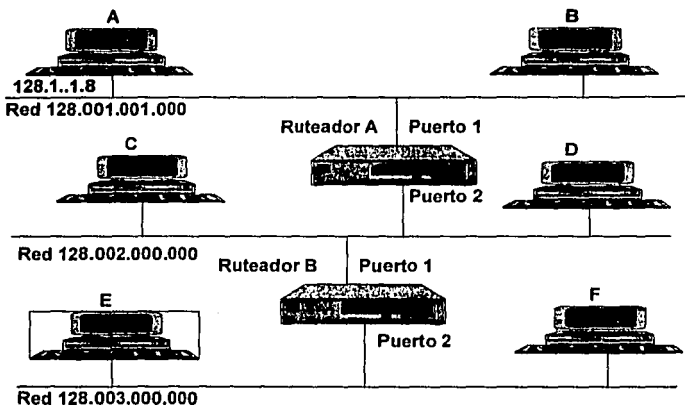 A
B
128.1..1.8
Red 128.001.001.000
Ruteador A
Puerto 1
C
D
Puerto 2
Red 128.002.000.000
Ruteador B
Puerto 1
E
F
Puerto 2
Red 128.003.000.000